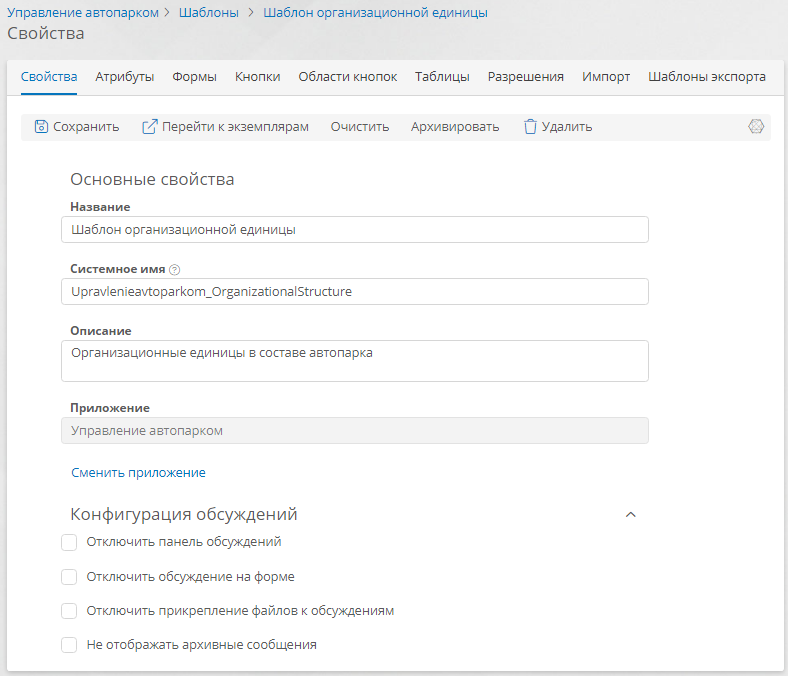 Управление автопарком > Шаблоны > Шаблон организационной единицы
Свойства
Свойства Атрибуты Формы Кнопки Области кнопок Таблицы Разрешения Импорт Шаблоны экспорта
Сохранить Перейти к экземплярам Очистить Архивировать Удалить
Основные свойства
Название
Шаблон организационной единицы
Системное имя ?
Upravlenieavtoparkom_OrganizationalStructure
Описание
Организационные единицы в составе автопарка
Приложение
Управление автопарком
Сменить приложение
Конфигурация обсуждений
Отключить панель обсуждений
Отключить обсуждение на форме
Отключить прикрепление файлов к обсуждениям
Не отображать архивные сообщения